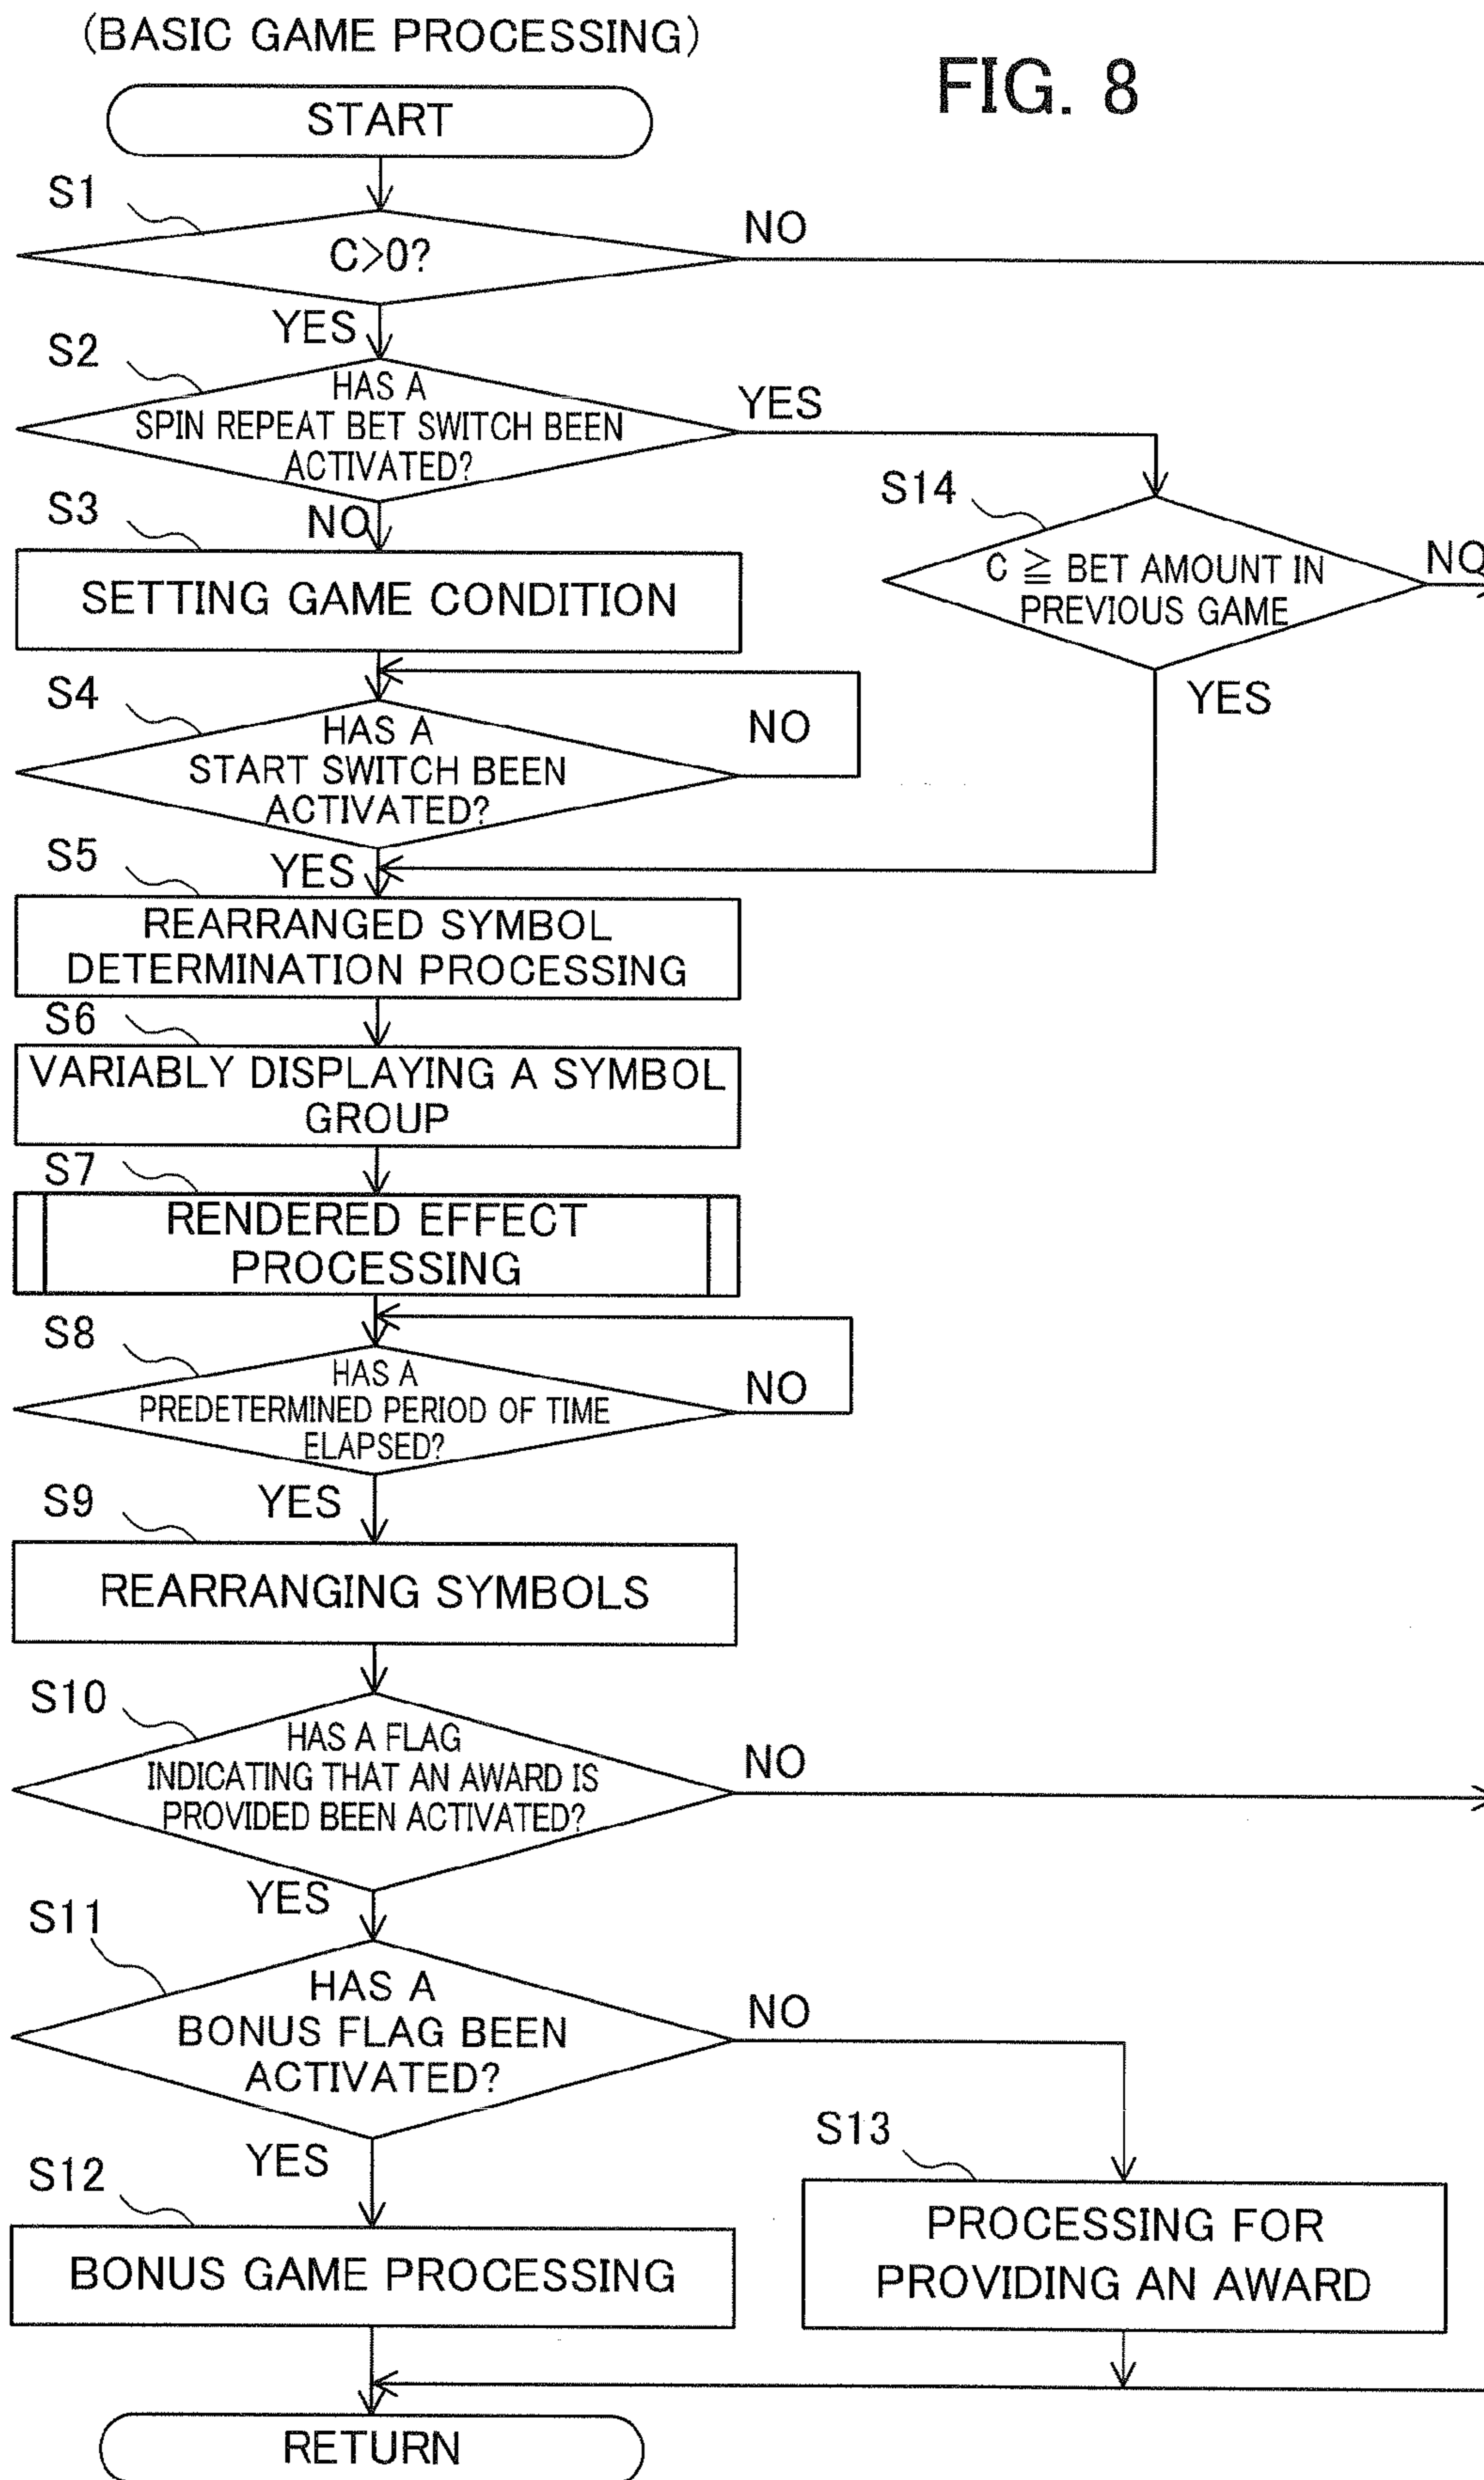 (BASIC GAME PROCESSING)
FIG. 8
START
S1
C>0?
NO
YES
S2
HAS A
SPIN REPEAT BET SWITCH BEEN
ACTIVATED?
YES
NO
S14
C ≧ BET AMOUNT IN
PREVIOUS GAME
NO
YES
S3
SETTING GAME CONDITION
S4
HAS A
START SWITCH BEEN
ACTIVATED?
NO
YES
S5
REARRANGED SYMBOL
DETERMINATION PROCESSING
S6
VARIABLY DISPLAYING A SYMBOL
GROUP
S7
RENDERED EFFECT
PROCESSING
S8
HAS A
PREDETERMINED PERIOD OF TIME
ELAPSED?
NO
YES
S9
REARRANGING SYMBOLS
S10
HAS A FLAG
INDICATING THAT AN AWARD IS
PROVIDED BEEN ACTIVATED?
NO
YES
S11
HAS A
BONUS FLAG BEEN
ACTIVATED?
NO
YES
S12
BONUS GAME PROCESSING
S13
PROCESSING FOR
PROVIDING AN AWARD
RETURN